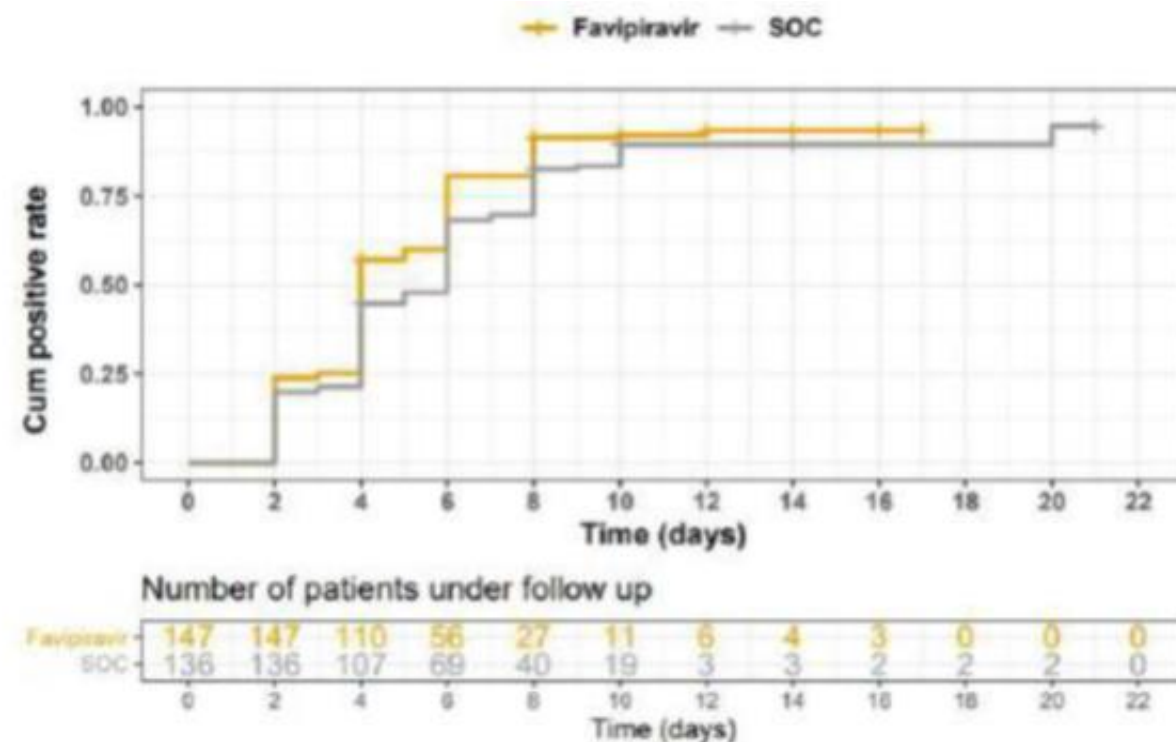 Favipiravir SOC
Cum positive rate
1.00
0.75
0.50
0.25
0.00
0 2 4 6 8 10 12 14 16 18 20 22
Time (days)
Number of patients under follow up
Favipiravir 147 147 110 56 27 11 6 4 3 0 0 0
SOC 136 136 107 69 40 19 3 3 2 2 2 0
0 2 4 6 8 10 12 14 16 18 20 22
Time (days)